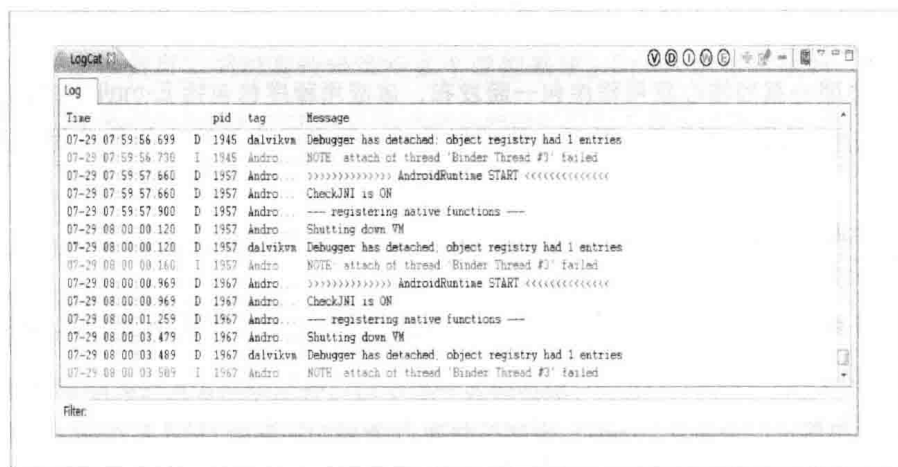 LogCat
V D I W E
Log
Time pid tag Message
07-29 07:59:56.699 D 1945 dalvikvm Debugger has detached; object registry had 1 entries
07-29 07:59:56.730 I 1945 Andro... NOTE: attach of thread 'Binder Thread #3' failed
07-29 07:59:57.660 D 1957 Andro... >>>>>>>>>>>>>> AndroidRuntime START <<<<<<<<<<<<<<
07-29 07:59:57.660 D 1957 Andro... CheckJNI is ON
07-29 07:59:57.900 D 1957 Andro... --- registering native functions ---
07-29 08:00:00.120 D 1957 Andro... Shutting down VM
07-29 08:00:00.120 D 1957 dalvikvm Debugger has detached; object registry had 1 entries
07-29 08:00:00.160 I 1957 Andro... NOTE: attach of thread 'Binder Thread #3' failed
07-29 08:00:00.969 D 1967 Andro... >>>>>>>>>>>>>> AndroidRuntime START <<<<<<<<<<<<<<
07-29 08:00:00.969 D 1967 Andro... CheckJNI is ON
07-29 08:00:01.259 D 1967 Andro... --- registering native functions ---
07-29 08:00:03.479 D 1967 Andro... Shutting down VM
07-29 08:00:03.489 D 1967 dalvikvm Debugger has detached; object registry had 1 entries
07-29 08:00:03.509 I 1967 Andro... NOTE: attach of thread 'Binder Thread #3' failed
Filter: